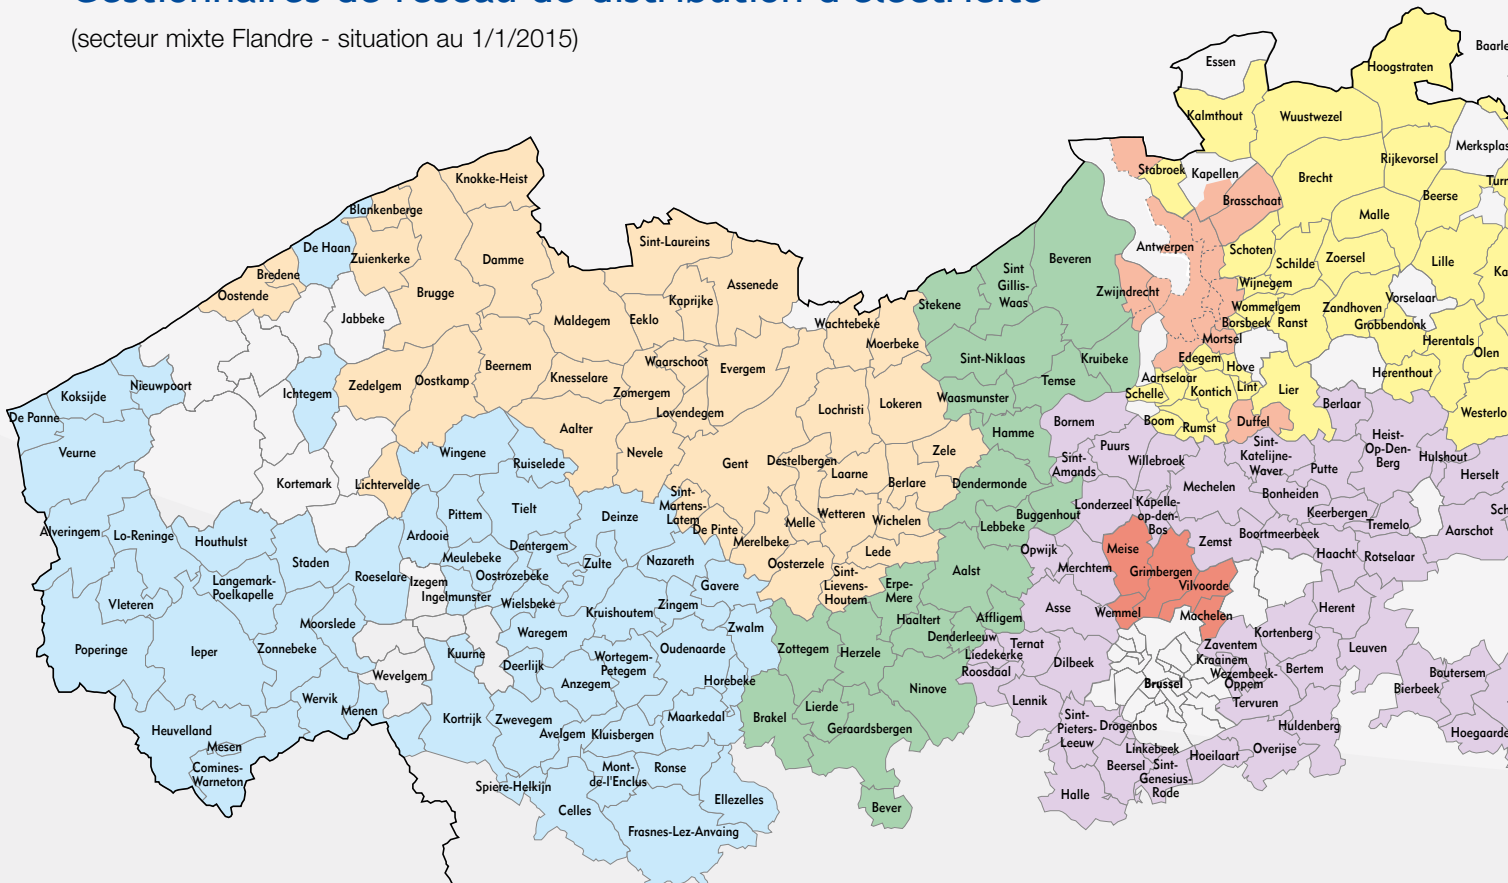 Gestionnaires de réseau de distribution d'électricité
(secteur mixte Flandre - situation au 1/1/2015)
Baarle
Essen
Hoogstraten
Kalmthout
Wuustwezel
Merksplas
Rijkevorsel
Stabroek
Kapellen
Brecht
Turn
Knokke-Heist
Beerse
Brasschaat
Blankenberge
Malle
De Haan
Zuienkerke
Sint-Laureins
Antwerpen
Schoten
Zoersel
Lille
Ka
Damme
Beveren
Schilde
Bredene
Sint
Gillis-
Waas
Oostende
Brugge
Assenede
Kaprijke
Zwijndrecht
Wijnegem
Vorselaar
Stekene
Wommelgem
Zandhoven
Jabbeke
Maldegem
Eeklo
Wachtebeke
Borsbeek
Ranst
Grobbendonk
Moerbeke
Mortsel
Herentals
Olen
Waarschoot
Sint-Niklaas
Kruibeke
Edegem
Hove
Beernem
Evergem
Herenthout
Oostkamp
Knesselare
Temse
Aartselaar
Zedelgem
Nieuwpoort
Koksijde
Ichtegem
Zomergem
Waasmunster
Schelle
Kontich
Lint
Lier
Lovendegem
Lochristi
Lokeren
Berlaar
De Panne
Westerlo
Aalter
Hamme
Bornem
Boom
Rumst
Duffel
Veurne
Wingene
Ruiselede
Nevele
Gent
Destelbergen
Zele
Puurs
Willebroek
Sint-
Katelijne-
Waver
Heist-
Op-Den-
Berg
Hulshout
Sint-
Amands
Putte
Herselt
Kortemark
Lichtervelde
Laarne
Berlare
Dendermonde
Mechelen
Bonheiden
Sint-
Martens-
Latem
Londerzeel
Kapelle-
op-den-
Bos
Keerbergen
Sch
Pittem
Tielt
Deinze
Wetteren
Wichelen
Buggenhout
Lebbeke
Tremelo
Aarschot
Alveringem
Lo-Reninge
Houthulst
Ardooie
De Pinte
Melle
Merelbeke
Zemst
Boortmeerbeek
Dentergem
Lede
Opwijk
Meise
Haacht
Rotselaar
Staden
Meulebeke
Zulte
Nazareth
Oosterzele
Merchtem
Langemark-
Poelkapelle
Roeselare
Izegem
Oostrozebeke
Gavere
Sint-
Lievens-
Houtem
Erpe-
Mere
Aalst
Grimbergen
Vilvoorde
Ingelmunster
Vleteren
Wielsbeke
Kruishoutem
Zingem
Asse
Wemmel
Machelen
Herent
Moorslede
Zwalm
Haaltert
Affligem
Waregem
Kortenberg
Poperinge
Ieper
Zonnebeke
Kuurne
Deerlijk
Wortegem-
Petegem
Oudenaarde
Zottegem
Herzele
Denderleeuw
Liedekerke
Ternat
Dilbeek
Zaventem
Kraainem
Leuven
Roosdaal
Wevelgem
Anzegem
Horebeke
Ninove
Brussel
Wezembeek-
Oppem
Bertem
Boutersem
Bierbeek
Wervik
Lennik
Tervuren
Menen
Kortrijk
Zwevegem
Maarkedal
Brakel
Lierde
Geraardsbergen
Sint-
Pieters-
Leeuw
Drogenbos
Huldenberg
Heuvelland
Avelgem
Kluisbergen
Hoegaarde
Mesen
Linkebeek
Hoeilaart
Overijse
Comines-
Warneton
Mont-
de-l'Enclus
Ronse
Beersel
Sint-
Genesius-
Rode
Spiere-Helkijn
Halle
Celles
Ellezelles
Bever
Frasnes-Lez-Anvaing